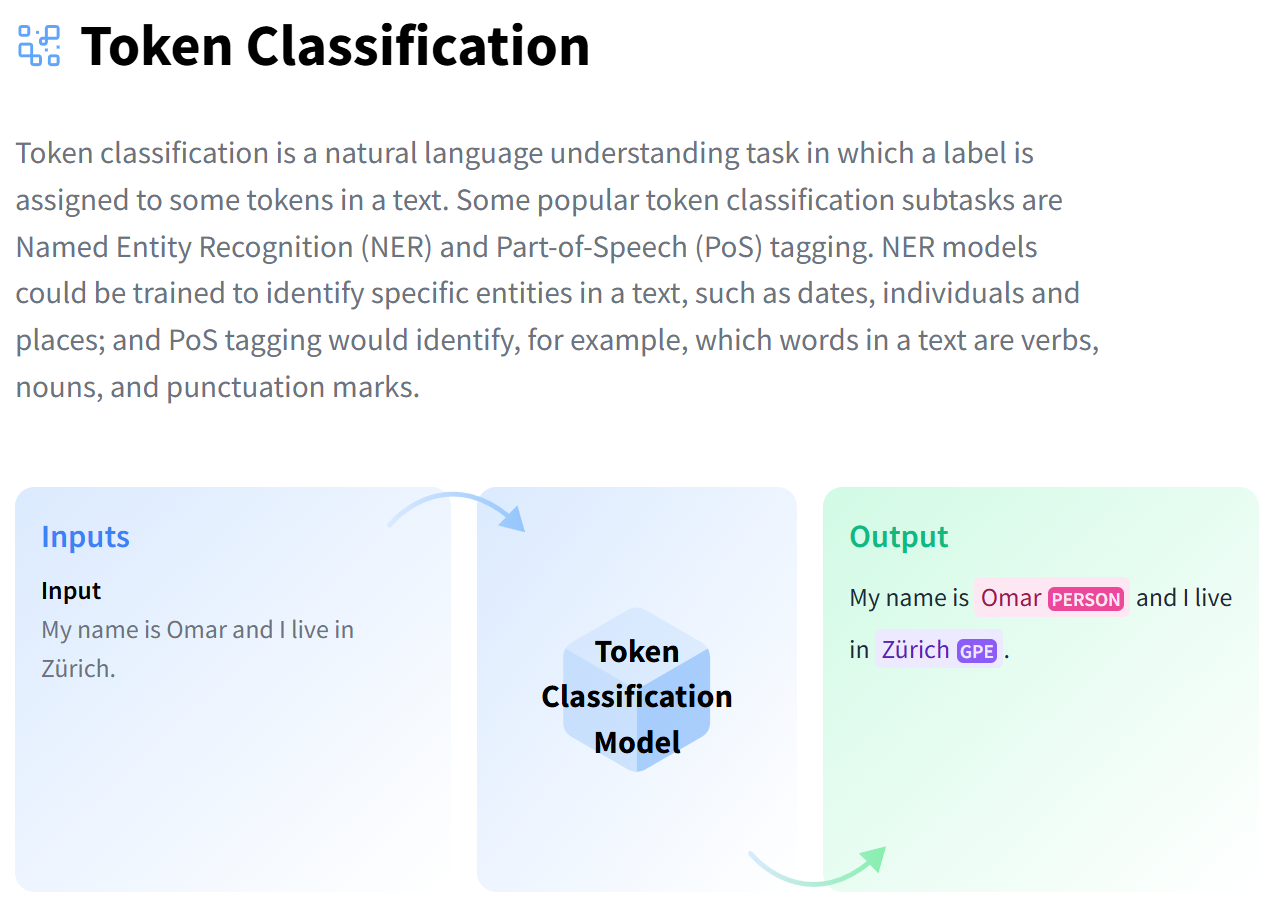 Token Classification
Token classification is a natural language understanding task in which a label is
assigned to some tokens in a text. Some popular token classification subtasks are
Named Entity Recognition (NER) and Part-of-Speech (PoS) tagging. NER models
could be trained to identify specific entities in a text, such as dates, individuals and
places; and PoS tagging would identify, for example, which words in a text are verbs,
nouns, and punctuation marks.
Inputs
Input
My name is Omar and I live in
Zürich.
Token
Classification
Model
Output
My name is Omar PERSON and I live
in Zürich GPE .